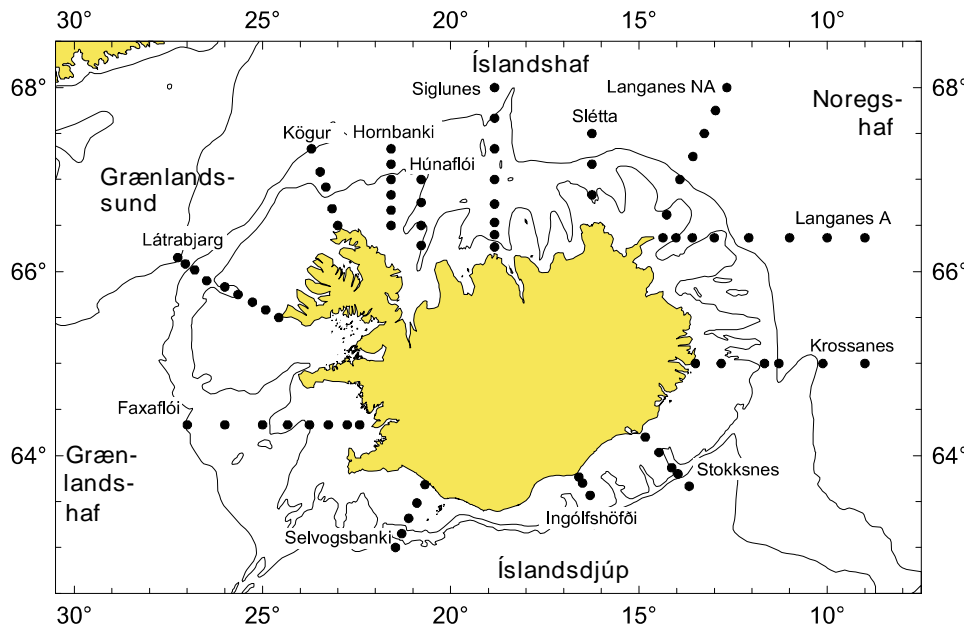 30° 25° 20° 15° 10°
Íslandshaf
68° Siglunes Langanes NA 68°
Noregs-
haf
Slétta
Kögur Hornbanki
Húnaflói
Grænlands-
sund
Langanes A
Látrabjarg
66° 66°
Krossanes
Faxaflói
Græn-
lands-
haf
64° 64°
Stokksnes
Ingólfshöfði
Selvogsbanki
Íslandsdjúp
30° 25° 20° 15° 10°